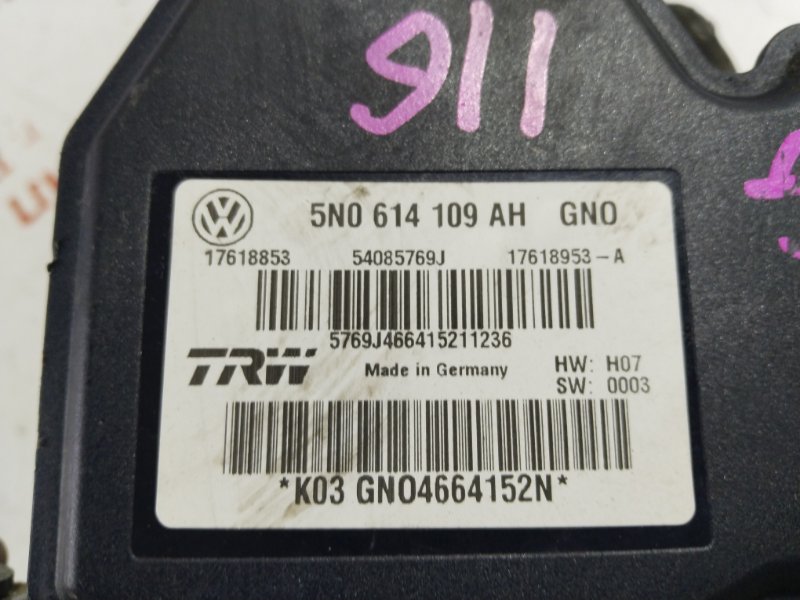 911
5N0 614 109 AH GNO
17618853 54085769J 17618953-A
5769J466415211236
TRW Made in Germany HW: H07
SW: 0003
*K03 GNO4664152N*